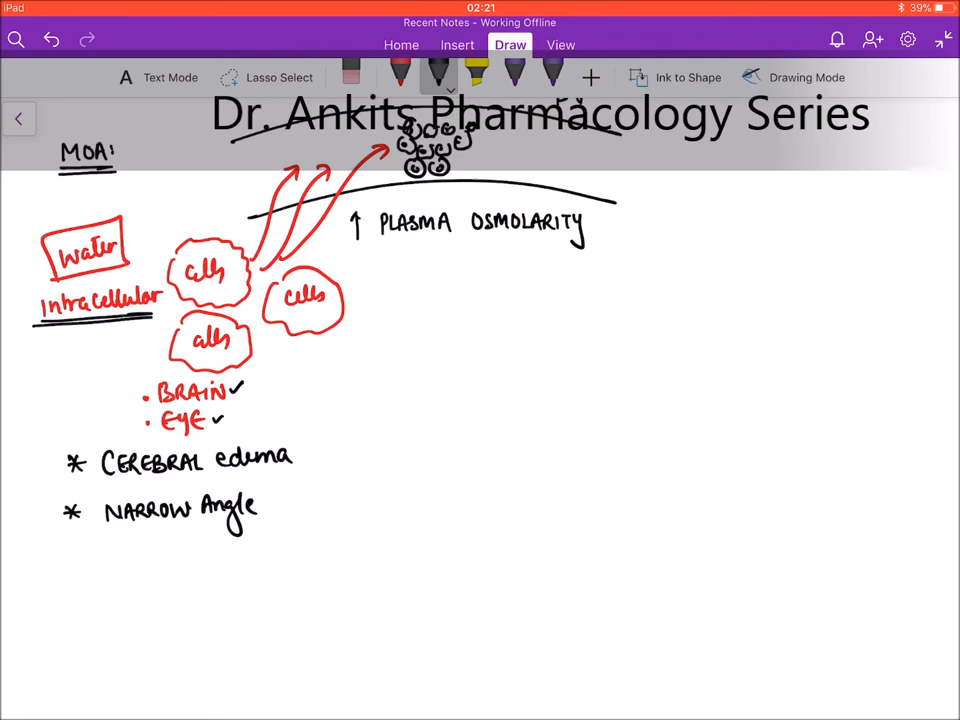 iPad
02:21
39%
Recent Notes - Working Offline
Home Insert Draw View
A Text Mode Lasso Select Ink to Shape Drawing Mode
Dr. Ankits Pharmacology Series
MOA:
↑ PLASMA OSMOLARITY
Water
cells
Intracellular
cells
cells
• BRAIN ✓
• EYE ✓
* CEREBRAL edema
* NARROW Angle